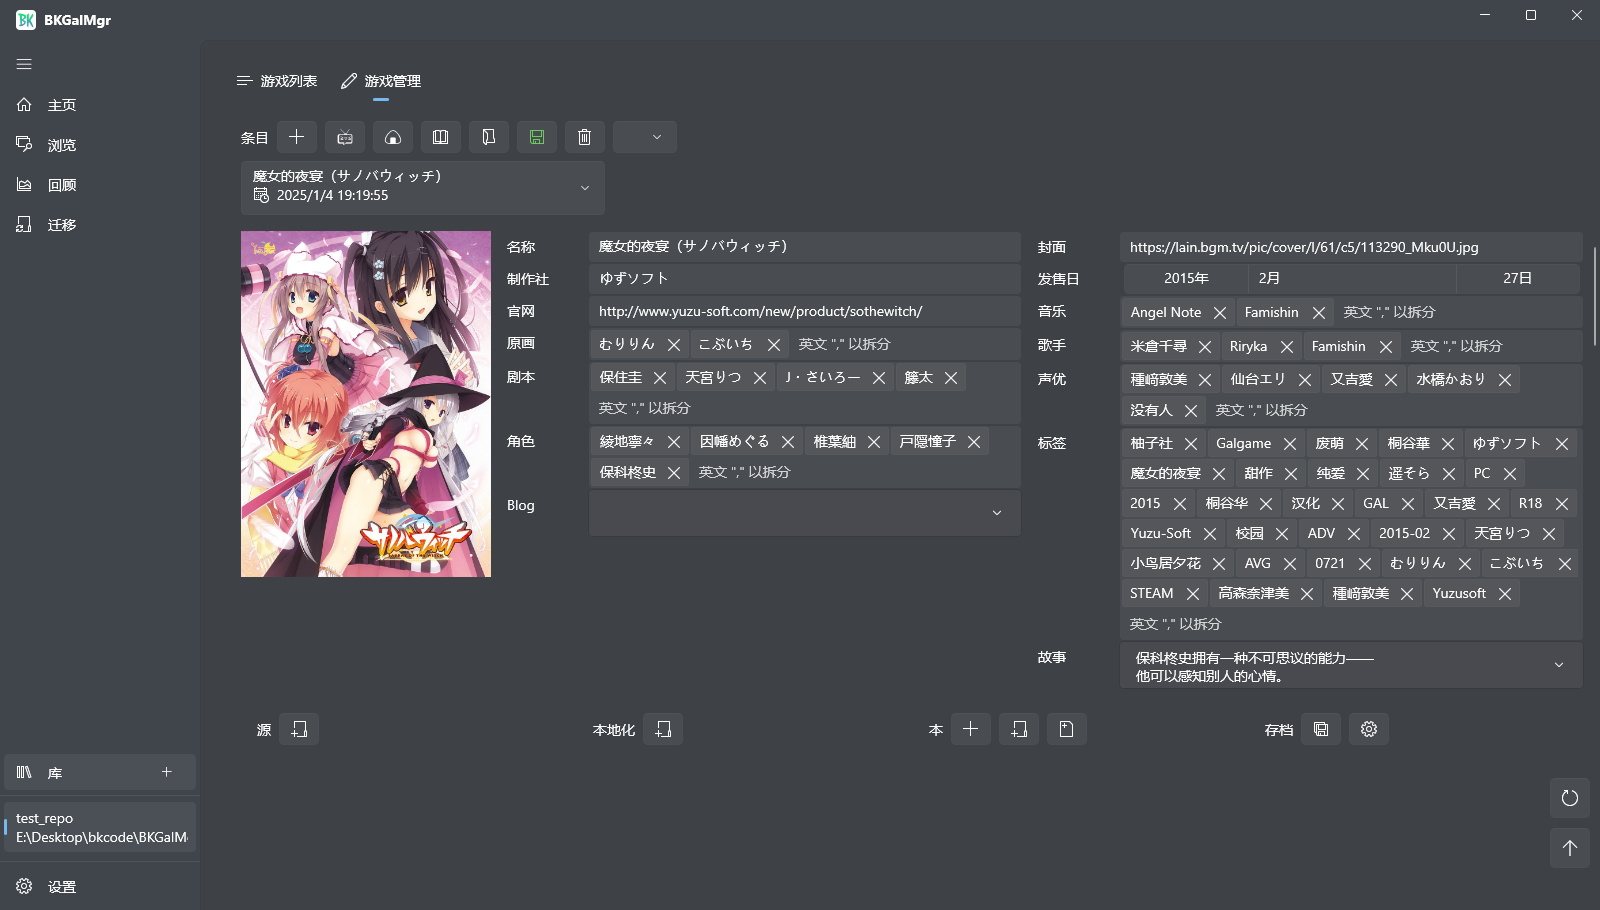 BKGalMgr
主页
浏览
回顾
迁移
库
test_repo
E:\Desktop\bkcode\BKGalM
设置
游戏列表
游戏管理
条目
魔女的夜宴（サノバウィッチ）
2025/1/4 19:19:55
サノバウィッチ
名称
魔女的夜宴（サノバウィッチ）
制作社
ゆずソフト
官网
http://www.yuzu-soft.com/new/product/sothewitch/
原画
むりりん こぶいち 英文 "," 以拆分
剧本
保住圭 天宮りつ J・さいろー 籐太
英文 "," 以拆分
角色
綾地寧々 因幡めぐる 椎葉紬 戸隠憧子
保科柊史 英文 "," 以拆分
Blog
封面
https://lain.bgm.tv/pic/cover/l/61/c5/113290_Mku0U.jpg
发售日
2015年 2月 27日
音乐
Angel Note Famishin 英文 "," 以拆分
歌手
米倉千尋 Riryka Famishin 英文 "," 以拆分
声优
種﨑敦美 仙台エリ 又吉愛 水橋かおり
没有人 英文 "," 以拆分
标签
柚子社 Galgame 废萌 桐谷華 ゆずソフト
魔女的夜宴 甜作 纯爱 遥そら PC
2015 桐谷华 汉化 GAL 又吉愛 R18
Yuzu-Soft 校园 ADV 2015-02 天宮りつ
小鸟居夕花 AVG 0721 むりりん こぶいち
STEAM 高森奈津美 種﨑敦美 Yuzusoft
英文 "," 以拆分
故事
保科柊史拥有一种不可思议的能力——
他可以感知别人的心情。
源
本地化
本
存档